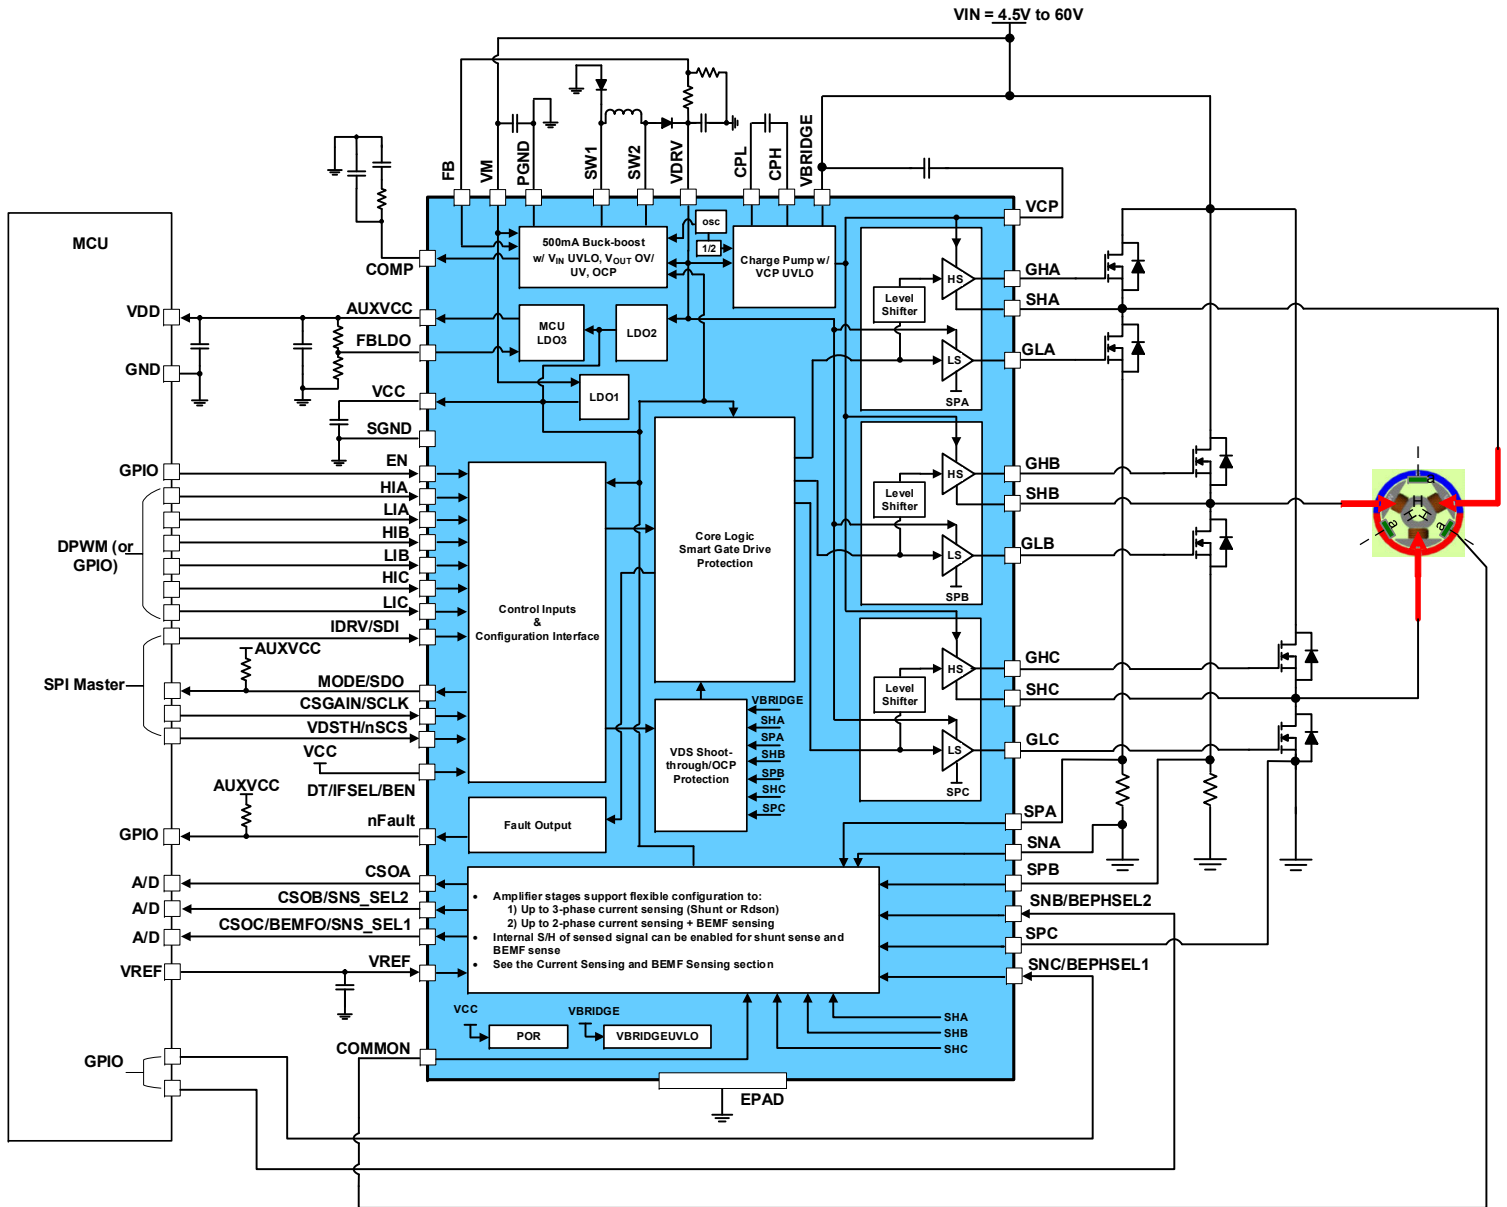 VIN = 4.5V to 60V
FB
VM
PGND
SW1
SW2
VDRV
CPL
CPH
VBRIDGE
MCU
VDD
GND
GPIO
DPWM (or
GPIO)
SPI Master
GPIO
A/D
A/D
A/D
VREF
GPIO
COMP
AUXVCC
FBLDO
VCC
SGND
EN
HIA
LIA
HIB
LIB
HIC
LIC
IDRV/SDI
AUXVCC
MODE/SDO
CSGAIN/SCLK
VDSTH/nSCS
VCC
DT/IFSEL/BEN
AUXVCC
nFault
CSOA
CSOB/SNS_SEL2
CSOC/BEMFO/SNS_SEL1
VREF
COMMON
500mA Buck-boost
w/ VIN UVLO, VOUT OV/
UV, OCP
osc
1/2
Charge Pump w/
VCP UVLO
MCU
LDO3
LDO2
LDO1
Control Inputs
&
Configuration Interface
Core Logic
Smart Gate Drive
Protection
VDS Shoot-
through/OCP
Protection
VBRIDGE
SHA
SPA
SHB
SPB
SHC
SPC
Fault Output
Level
Shifter
HS
LS
SPA
Level
Shifter
HS
LS
SPB
Level
Shifter
HS
LS
SPC
• Amplifier stages support flexible configuration to:
1) Up to 3-phase current sensing (Shunt or Rdson)
2) Up to 2-phase current sensing + BEMF sensing
• Internal S/H of sensed signal can be enabled for shunt sense and
BEMF sense
• See the Current Sensing and BEMF Sensing section
VCC
POR
VBRIDGE
VBRIDGEUVLO
SHA
SHB
SHC
EPAD
VCP
GHA
SHA
GLA
GHB
SHB
GLB
GHC
SHC
GLC
SPA
SNA
SPB
SNB/BEPHSEL2
SPC
SNC/BEPHSEL1
a
a
a
H
H
H